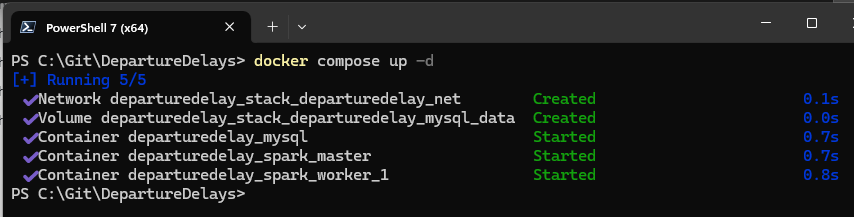 PowerShell 7 (x64)
PS C:\Git\DepartureDelays> docker compose up -d
[+] Running 5/5
✔Network departuredelay_stack_departuredelay_net Created 0.1s
✔Volume departuredelay_stack_departuredelay_mysql_data Created 0.0s
✔Container departuredelay_mysql Started 0.7s
✔Container departuredelay_spark_master Started 0.7s
✔Container departuredelay_spark_worker_1 Started 0.8s
PS C:\Git\DepartureDelays>